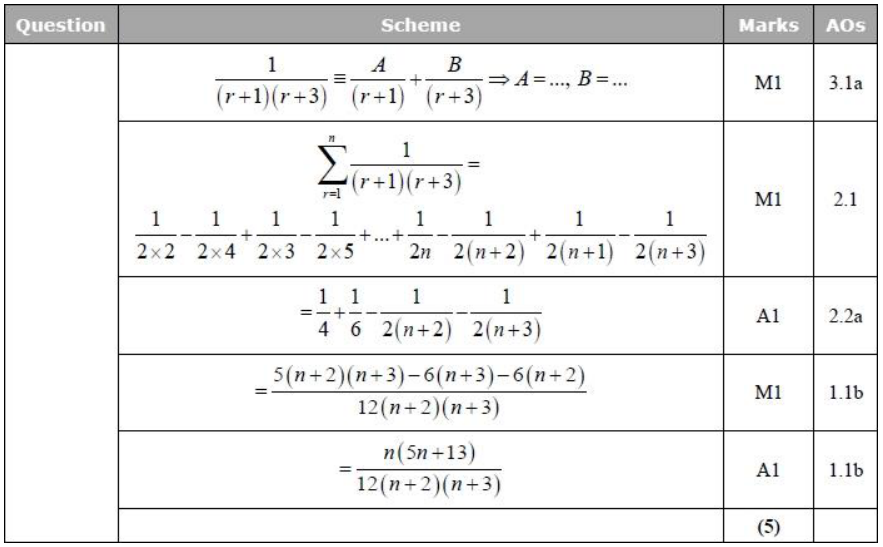 Question Scheme Marks AOs
1/((r+1)(r+3)) ≡ A/(r+1) + B/(r+3) ⇒ A = ..., B = ... M1 3.1a
\sum_{r=1}^{n} 1/((r+1)(r+3)) =
1/(2×2) − 1/(2×4) + 1/(2×3) − 1/(2×5) + ... + 1/(2n) − 1/(2(n+2)) + 1/(2(n+1)) − 1/(2(n+3)) M1 2.1
= 1/4 + 1/6 − 1/(2(n+2)) − 1/(2(n+3)) A1 2.2a
= (5(n+2)(n+3) − 6(n+3) − 6(n+2))/(12(n+2)(n+3)) M1 1.1b
= n(5n+13)/(12(n+2)(n+3)) A1 1.1b
(5)